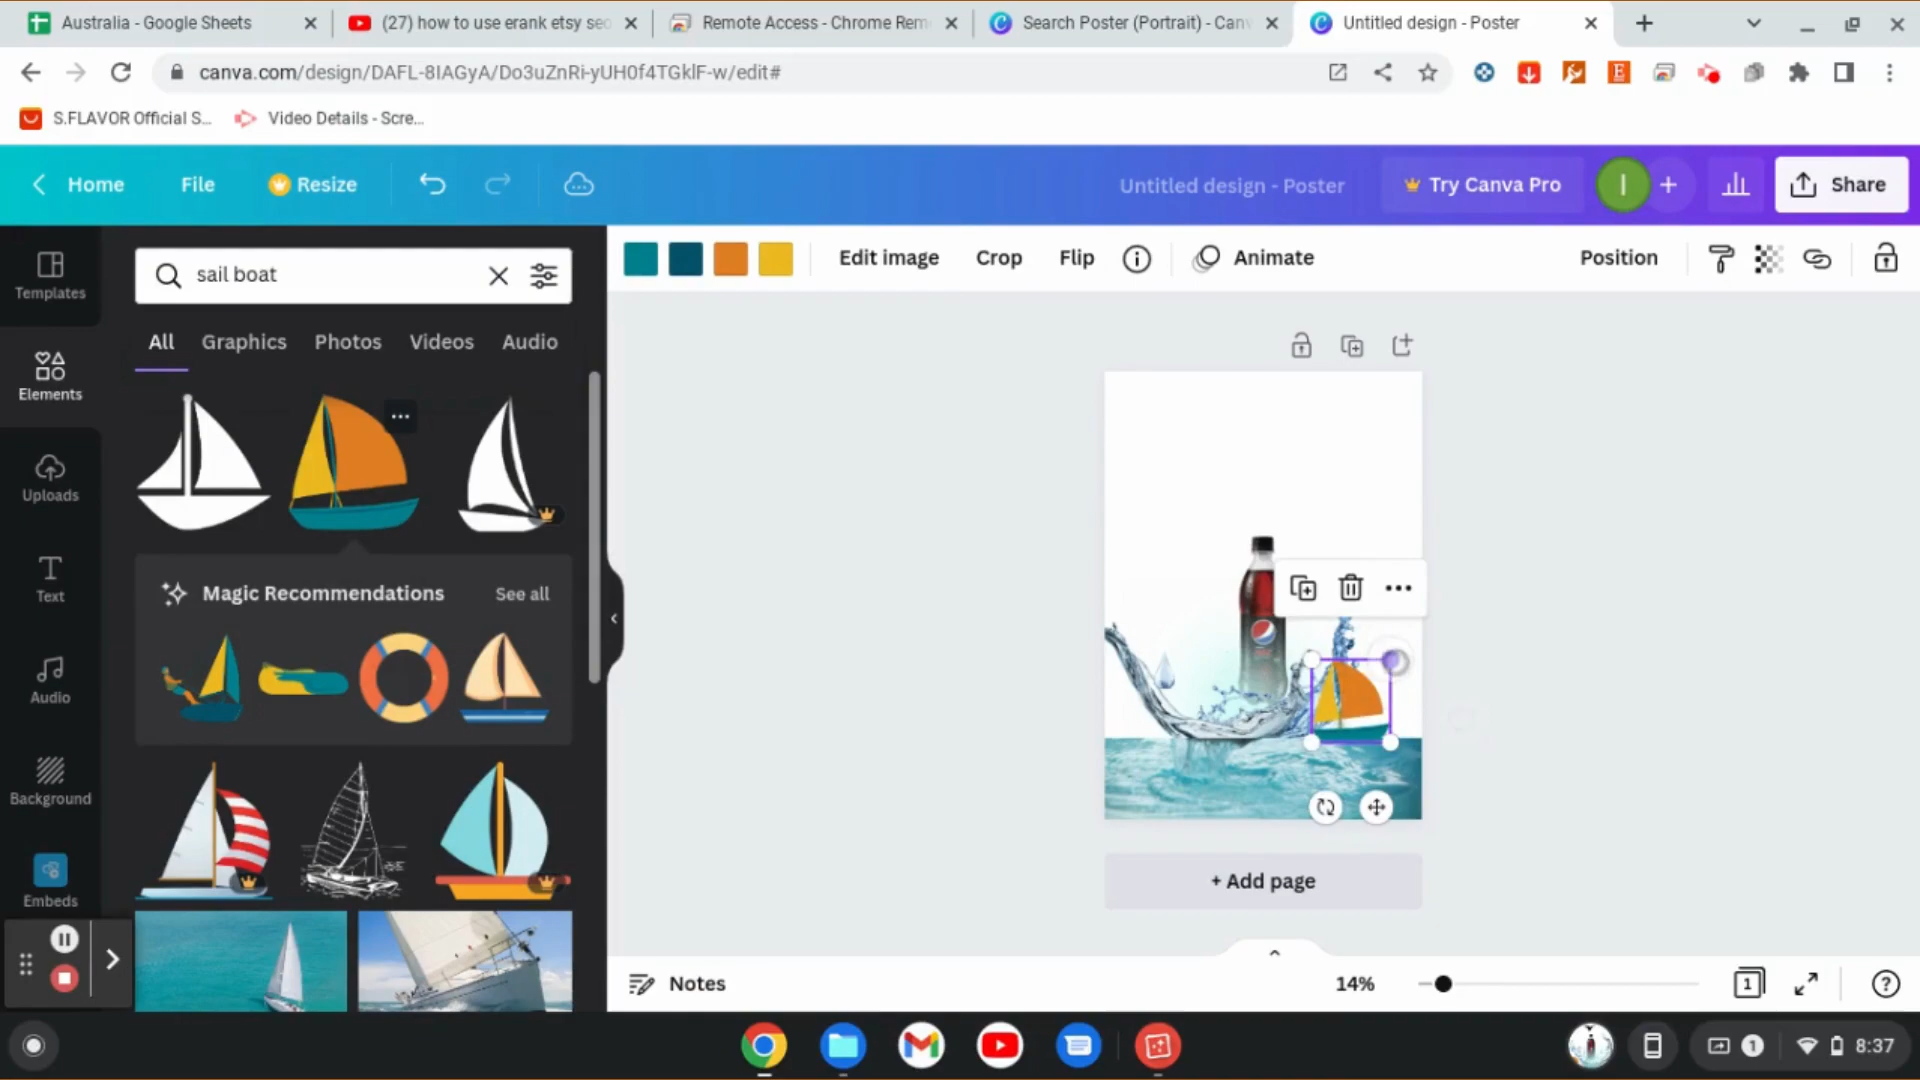 Australia - Google Sheets
(27) how to use erank etsy seo
Remote Access - Chrome Rem
Search Poster (Portrait) - Canv
Untitled design - Poster
canva.com/design/DAFL-8IAGyA/Do3uZnRi-yUH0f4TGklF-w/edit#
S.FLAVOR Official S...
Video Details - Scre...
Home
File
Resize
Untitled design - Poster
Try Canva Pro
I
Share
Templates
Elements
Uploads
Text
Audio
Background
Embeds
sail boat
All
Graphics
Photos
Videos
Audio
Magic Recommendations
See all
Edit image
Crop
Flip
Animate
Position
+ Add page
Notes
14%
1
1
8:37